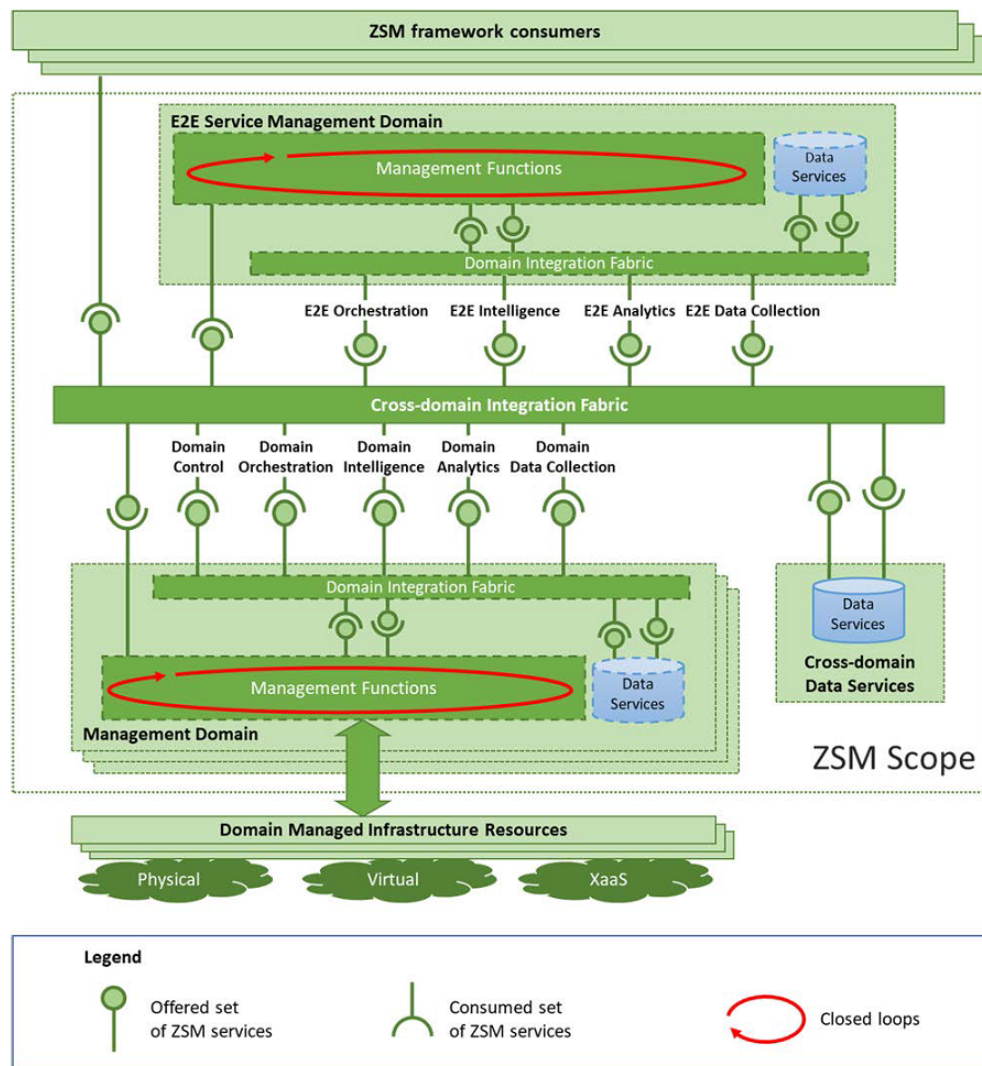 ZSM framework consumers
E2E Service Management Domain
Management Functions
Data
Services
Domain Integration Fabric
E2E Orchestration
E2E Intelligence
E2E Analytics
E2E Data Collection
Cross-domain Integration Fabric
Domain
Control
Domain
Orchestration
Domain
Intelligence
Domain
Analytics
Domain
Data Collection
Domain Integration Fabric
Management Functions
Data
Services
Management Domain
Data
Services
Cross-domain
Data Services
ZSM Scope
Domain Managed Infrastructure Resources
Physical
Virtual
XaaS
Legend
Offered set
of ZSM services
Consumed set
of ZSM services
Closed loops